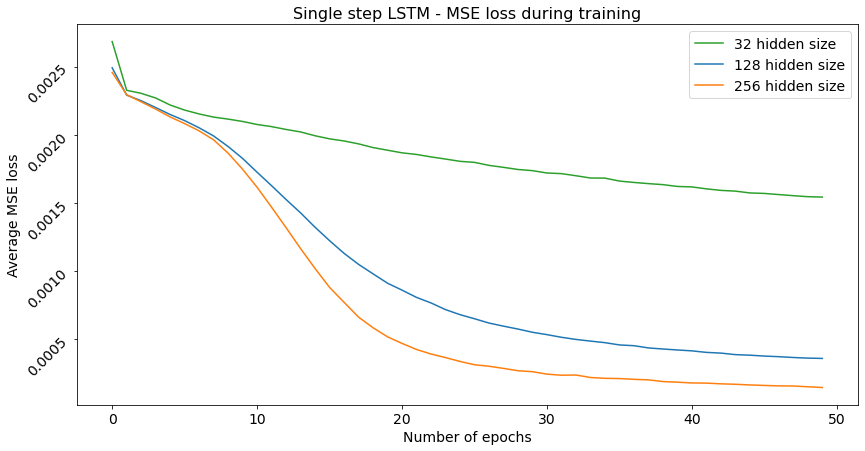 Single step LSTM - MSE loss during training
32 hidden size
128 hidden size
256 hidden size
Average MSE loss
0.0025
0.0020
0.0015
0.0010
0.0005
0
10
20
30
40
50
Number of epochs